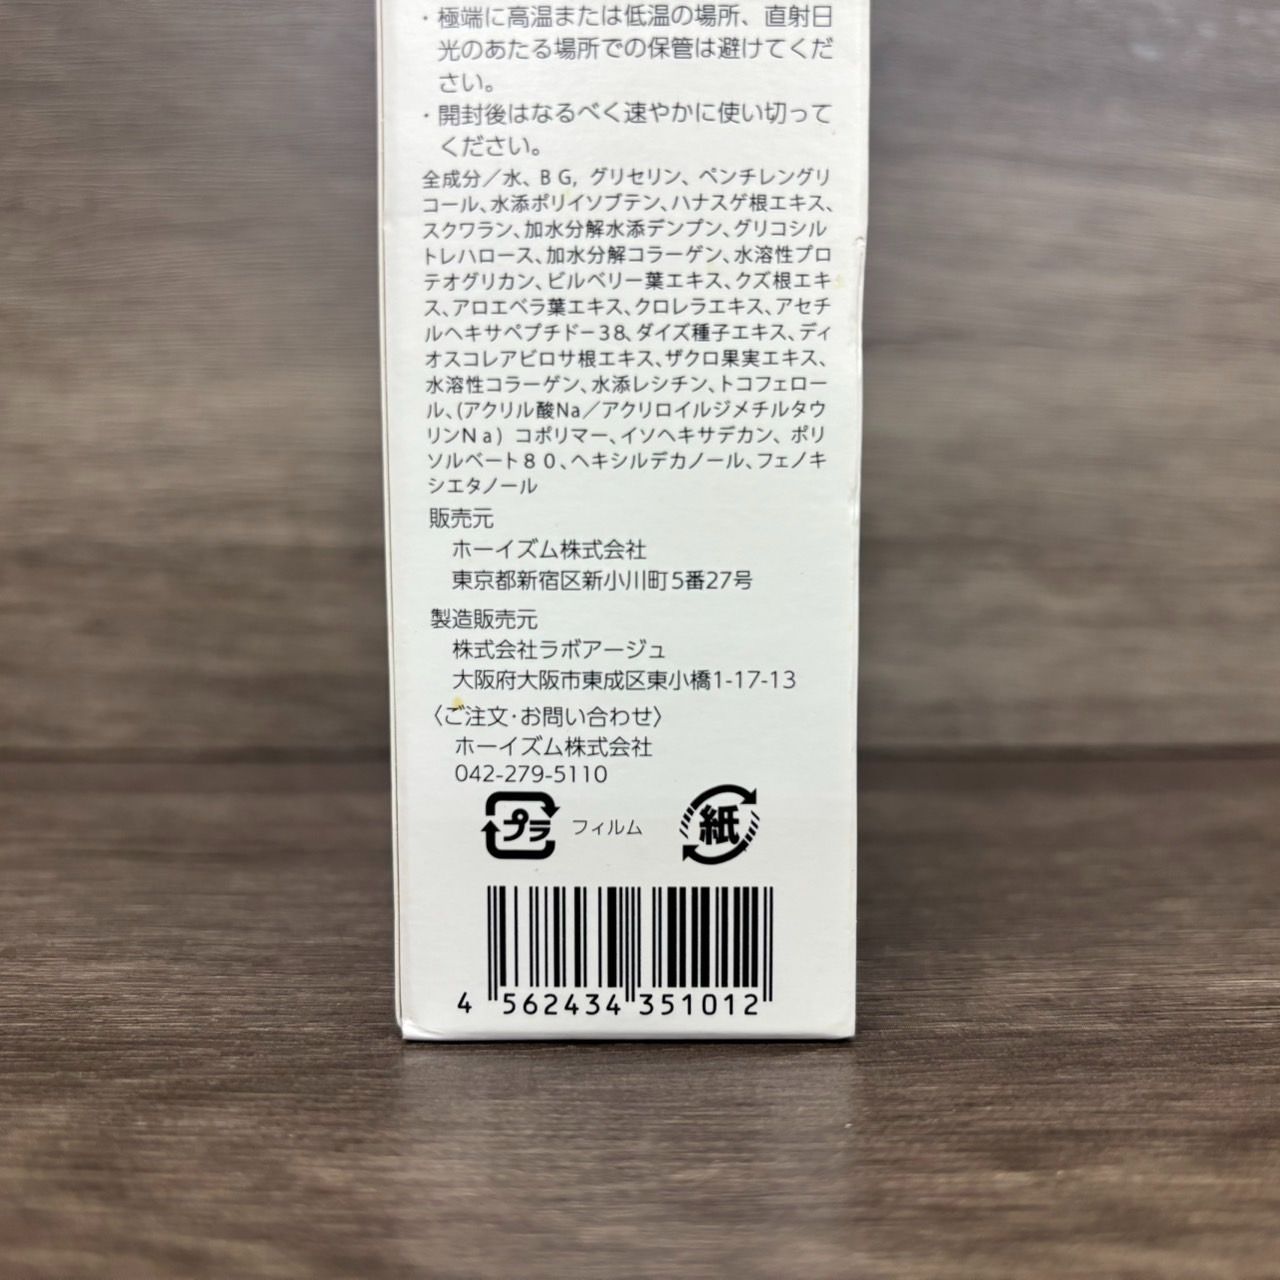 ・極端に高温または低温の場所、直射日
光のあたる場所での保管は避けてくだ
さい。
・開封後はなるべく速やかに使い切って
ください。
全成分／水、ＢＧ, グリセリン、ペンチレングリ
コール、水添ポリイソブテン、ハナスゲ根エキス、
スクワラン、加水分解水添デンプン、グリコシル
トレハロース、加水分解コラーゲン、水溶性プロ
テオグリカン、ビルベリー葉エキス、クズ根エキ
ス、アロエベラ葉エキス、クロレラエキス、アセチ
ルヘキサペプチドー38、ダイズ種子エキス、ディ
オスコレアビロサ根エキス、ザクロ果実エキス、
水溶性コラーゲン、水添レシチン、トコフェロー
ル、(アクリル酸Na／アクリロイルジメチルタウ
リンＮａ) コポリマー、イソヘキサデカン、ポリ
ソルベート８０、ヘキシルデカノール、フェノキ
シエタノール
販売元
ホーイズム株式会社
東京都新宿区新小川町5番27号
製造販売元
株式会社ラボアージュ
大阪府大阪市東成区東小橋1-17-13
〈ご注文・お問い合わせ〉
ホーイズム株式会社
042-279-5110
プラ フィルム 紙
4 562434 351012